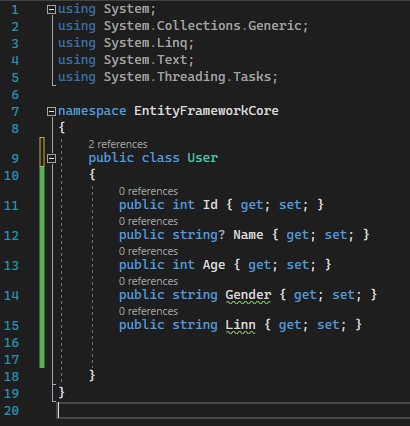 1 using System;
2 using System.Collections.Generic;
3 using System.Linq;
4 using System.Text;
5 using System.Threading.Tasks;
6
7 namespace EntityFrameworkCore
8 {
2 references
9 public class User
10 {
0 references
11 public int Id { get; set; }
0 references
12 public string? Name { get; set; }
0 references
13 public int Age { get; set; }
0 references
14 public string Gender { get; set; }
0 references
15 public string Linn { get; set; }
16
17
18 }
19 }
20